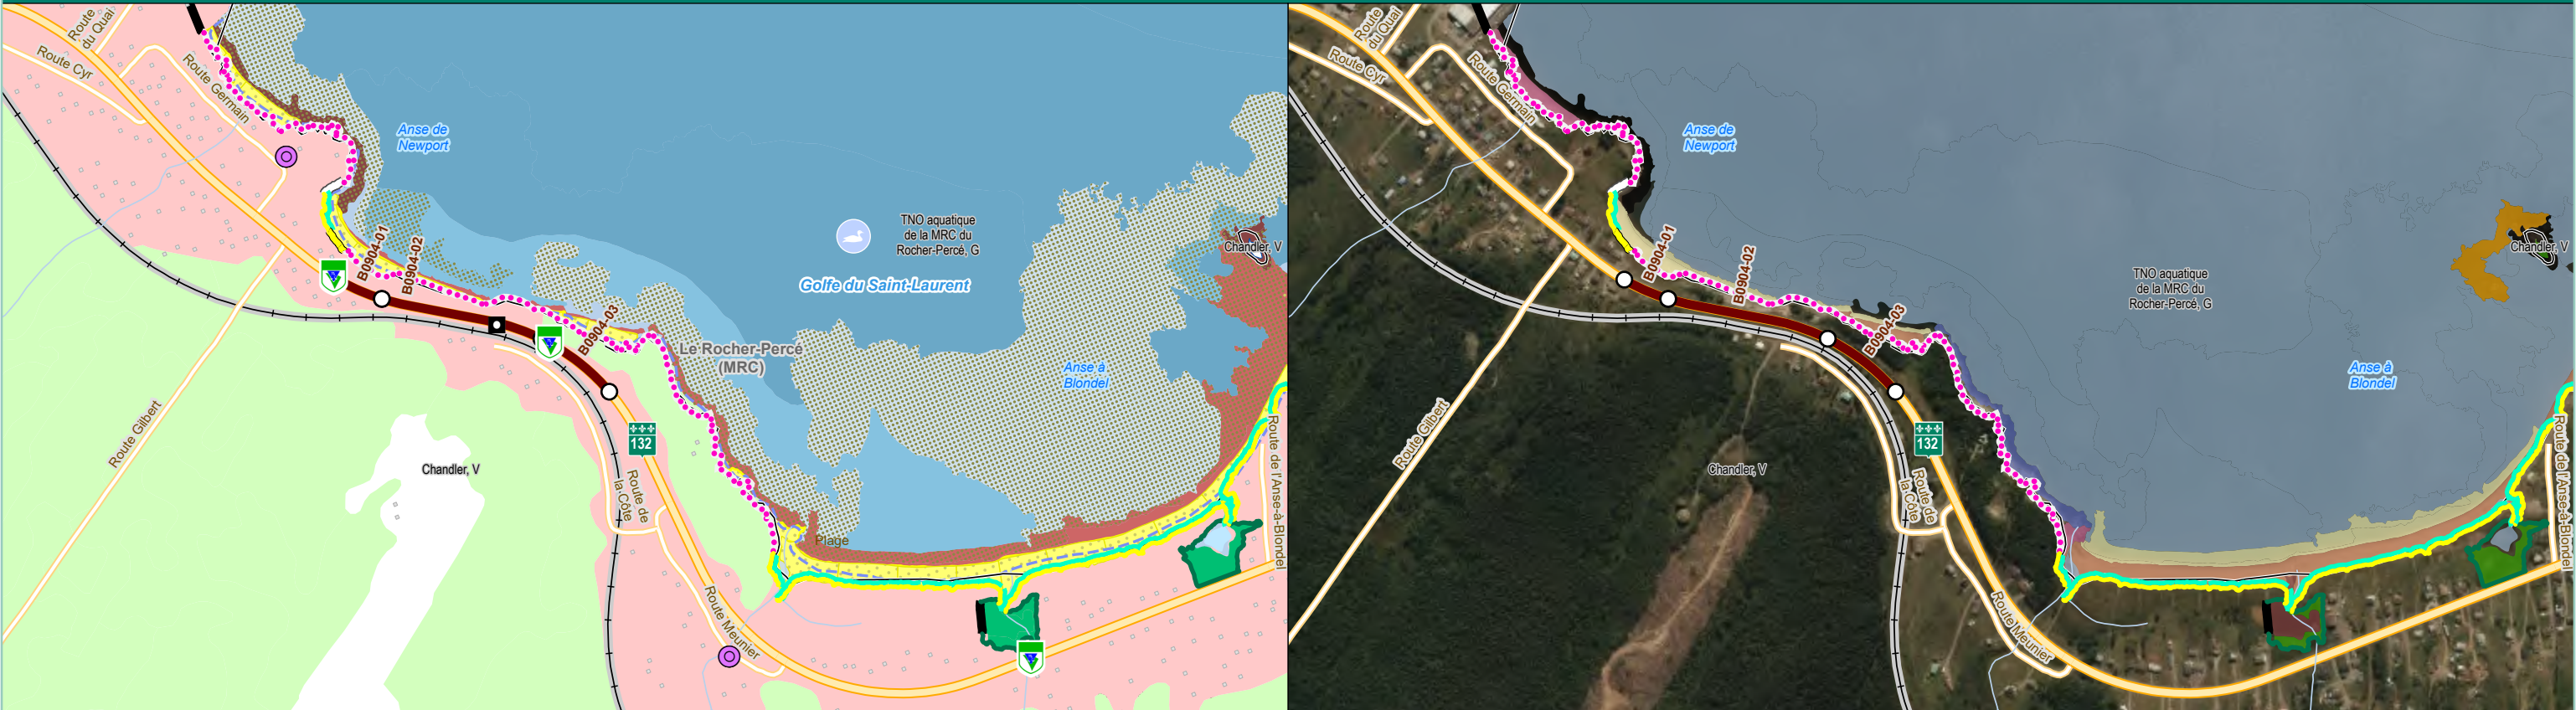 Route
du Quai
Route Cyr
Route Germain
Anse de
Newport
B0904-01
B0904-02
B0904-03
TNO aquatique
de la MRC du
Rocher-Percé, G
Golfe du Saint-Laurent
Chandler, V
Le Rocher-Percé
(MRC)
Anse à
Blondel
Route Gilbert
132
Chandler, V
Route de
la Côte
Plage
Route de l'Anse-à-Blondel
Route Meunier
Route
du Quai
Route Cyr
Route Germain
Anse de
Newport
B0904-01
B0904-02
B0904-03
TNO aquatique
de la MRC du
Rocher-Percé, G
Chandler, V
Anse à
Blondel
Route Gilbert
132
Chandler, V
Route de
la Côte
Route de l'Anse-à-Blondel
Route Meunier